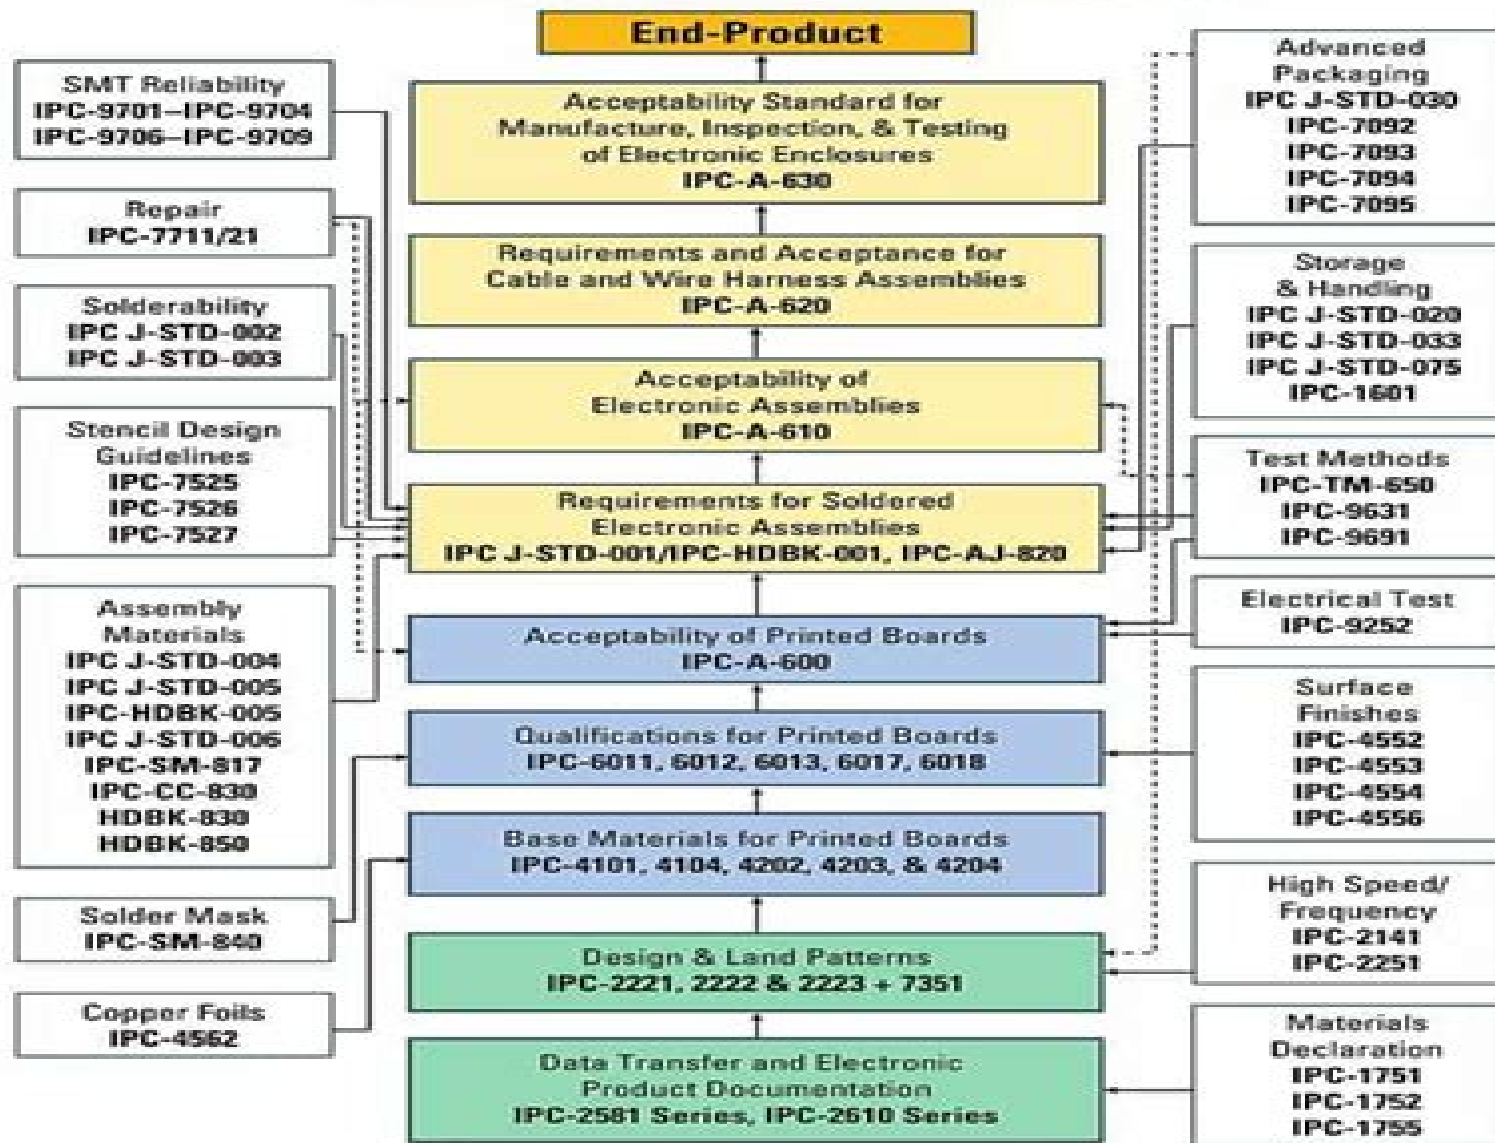 End-Product
SMT Reliability
IPC-9701–IPC-9704
IPC-9706–IPC-9709
Repair
IPC-7711/21
Solderability
IPC J-STD-002
IPC J-STD-003
Stencil Design
Guidelines
IPC-7525
IPC-7526
IPC-7527
Assembly
Materials
IPC J-STD-004
IPC J-STD-005
IPC-HDBK-005
IPC J-STD-006
IPC-SM-817
IPC-CC-830
HDBK-830
HDBK-850
Solder Mask
IPC-SM-840
Copper Foils
IPC-4562
Acceptability Standard for
Manufacture, Inspection, & Testing
of Electronic Enclosures
IPC-A-630
Requirements and Acceptance for
Cable and Wire Harness Assemblies
IPC-A-620
Acceptability of
Electronic Assemblies
IPC-A-610
Requirements for Soldered
Electronic Assemblies
IPC J-STD-001/IPC-HDBK-001, IPC-AJ-820
Acceptability of Printed Boards
IPC-A-600
Qualifications for Printed Boards
IPC-6011, 6012, 6013, 6017, 6018
Base Materials for Printed Boards
IPC-4101, 4104, 4202, 4203, & 4204
Design & Land Patterns
IPC-2221, 2222 & 2223 + 7351
Data Transfer and Electronic
Product Documentation
IPC-2581 Series, IPC-2610 Series
Advanced
Packaging
IPC J-STD-030
IPC-7092
IPC-7093
IPC-7094
IPC-7095
Storage
& Handling
IPC J-STD-020
IPC J-STD-033
IPC J-STD-075
IPC-1601
Test Methods
IPC-TM-650
IPC-9631
IPC-9691
Electrical Test
IPC-9252
Surface
Finishes
IPC-4552
IPC-4553
IPC-4554
IPC-4556
High Speed/
Frequency
IPC-2141
IPC-2251
Materials
Declaration
IPC-1751
IPC-1752
IPC-1755